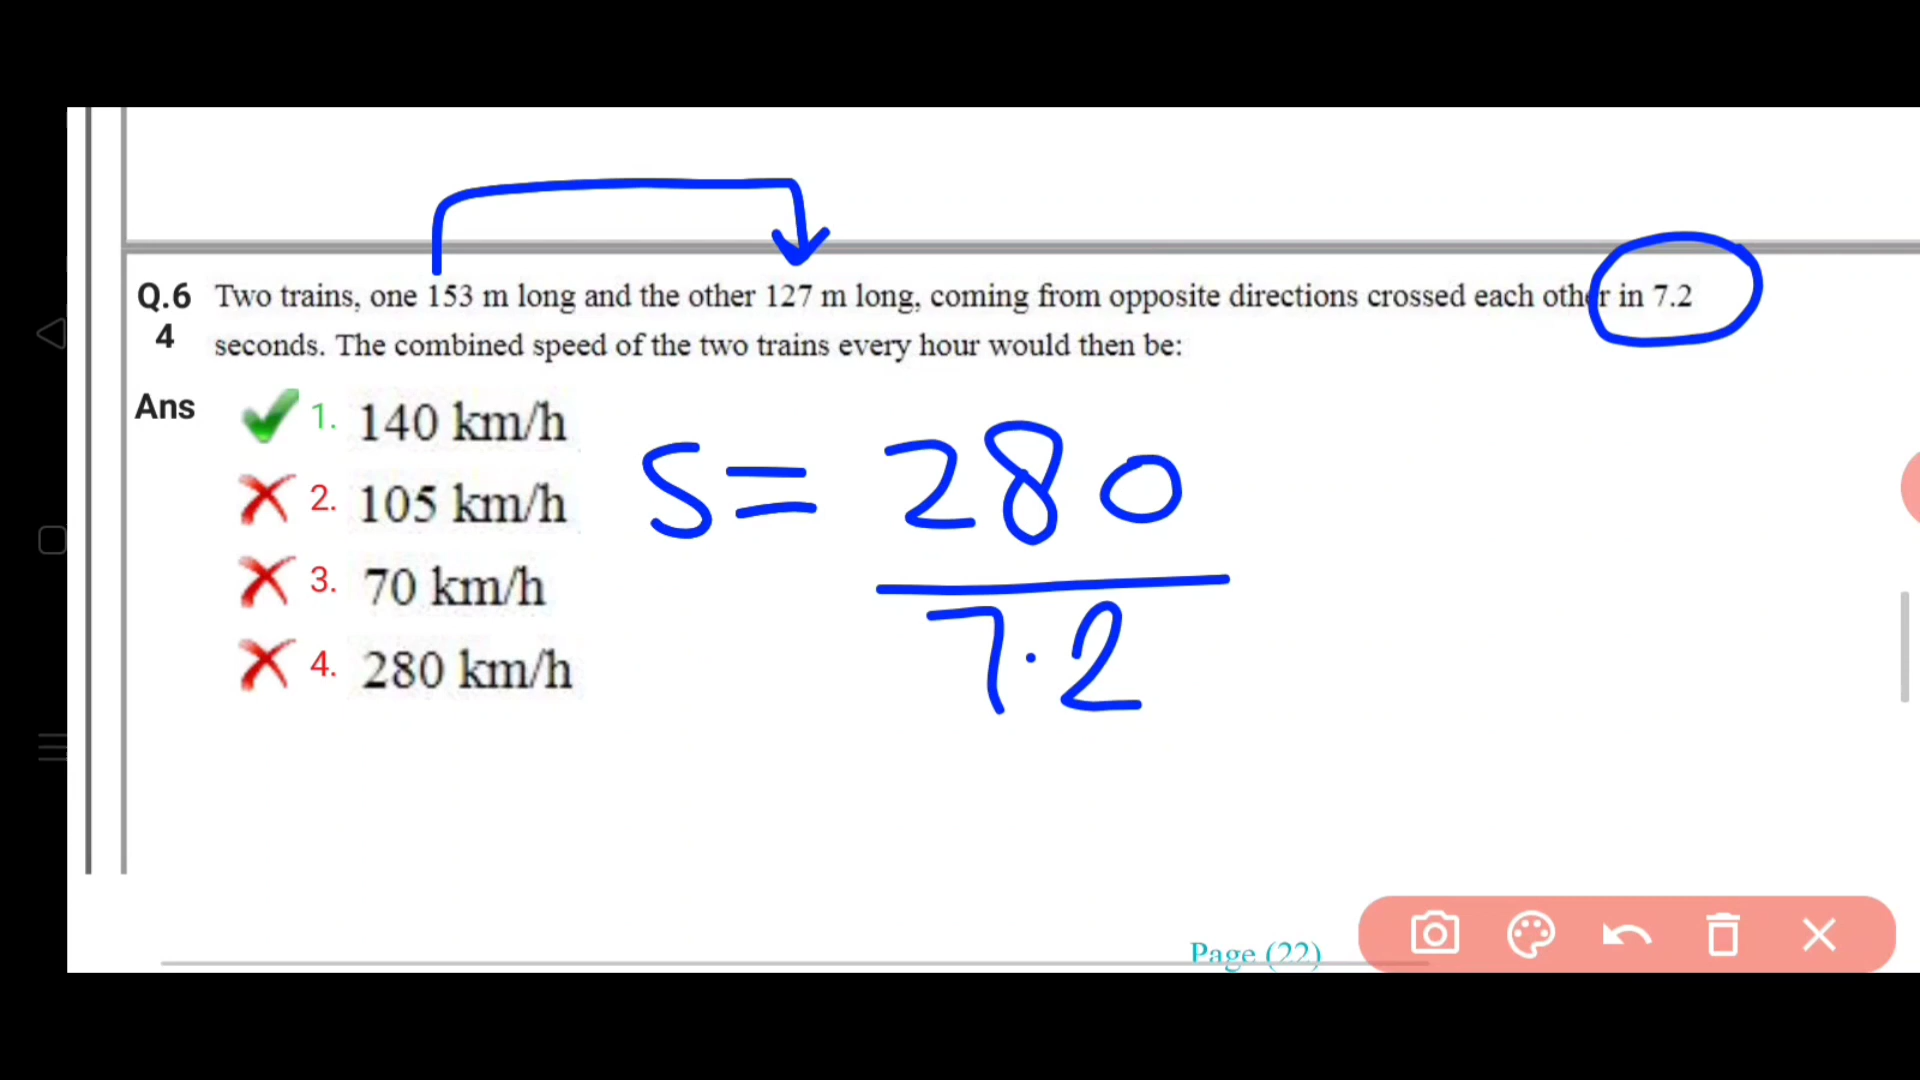 Q.6 Two trains, one 153 m long and the other 127 m long, coming from opposite directions crossed each other in 7.2
4 seconds. The combined speed of the two trains every hour would then be:
Ans 1. 140 km/h
2. 105 km/h
3. 70 km/h
4. 280 km/h
S= 280
7.2
Page (22)